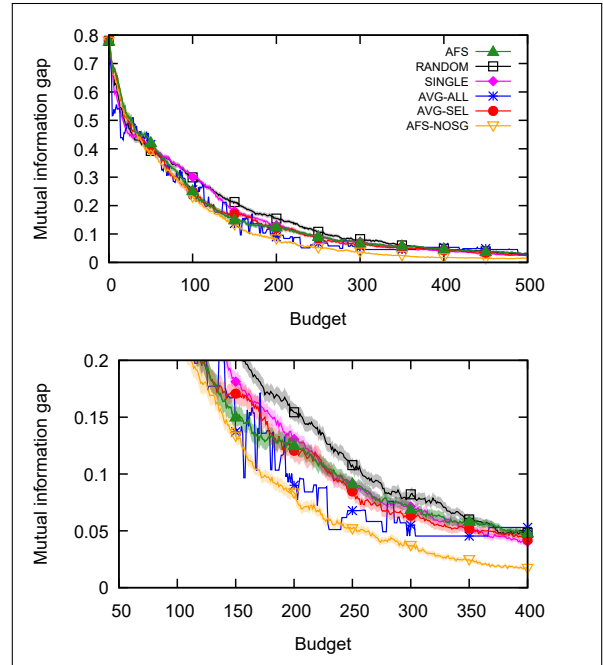 Mutual information gap
0.8
0.7
0.6
0.5
0.4
0.3
0.2
0.1
0
AFS
RANDOM
SINGLE
AVG-ALL
AVG-SEL
AFS-NOSG
0 100 200 300 400 500
Budget
Mutual information gap
0.2
0.15
0.1
0.05
0
50 100 150 200 250 300 350 400
Budget